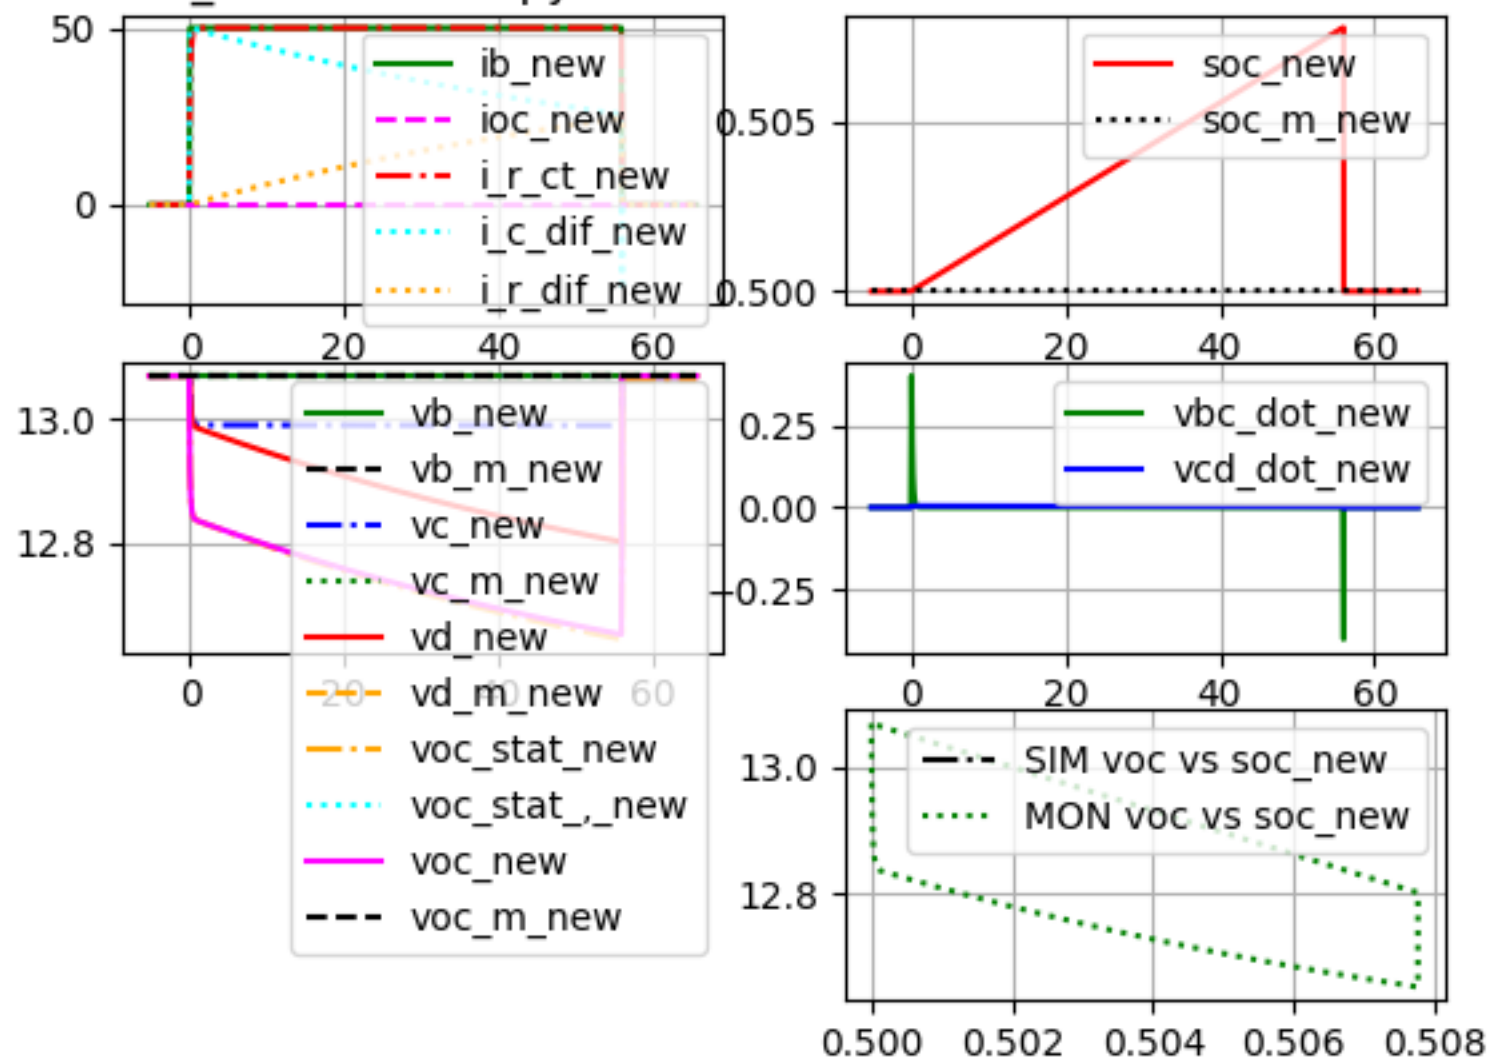 50
0
ib_new
ioc_new
i_r_ct_new
i_c_dif_new
i_r_dif_new
0 20 40 60
0.505
0.500
soc_new
soc_m_new
0 20 40 60
13.0
12.8
vb_new
vb_m_new
vc_new
vc_m_new
vd_new
vd_m_new
voc_stat_new
voc_stat_,_new
voc_new
voc_m_new
0 20 40 60
0.25
0.00
−0.25
vbc_dot_new
vcd_dot_new
0 20 40 60
13.0
12.8
SIM voc vs soc_new
MON voc vs soc_new
0.500 0.502 0.504 0.506 0.508